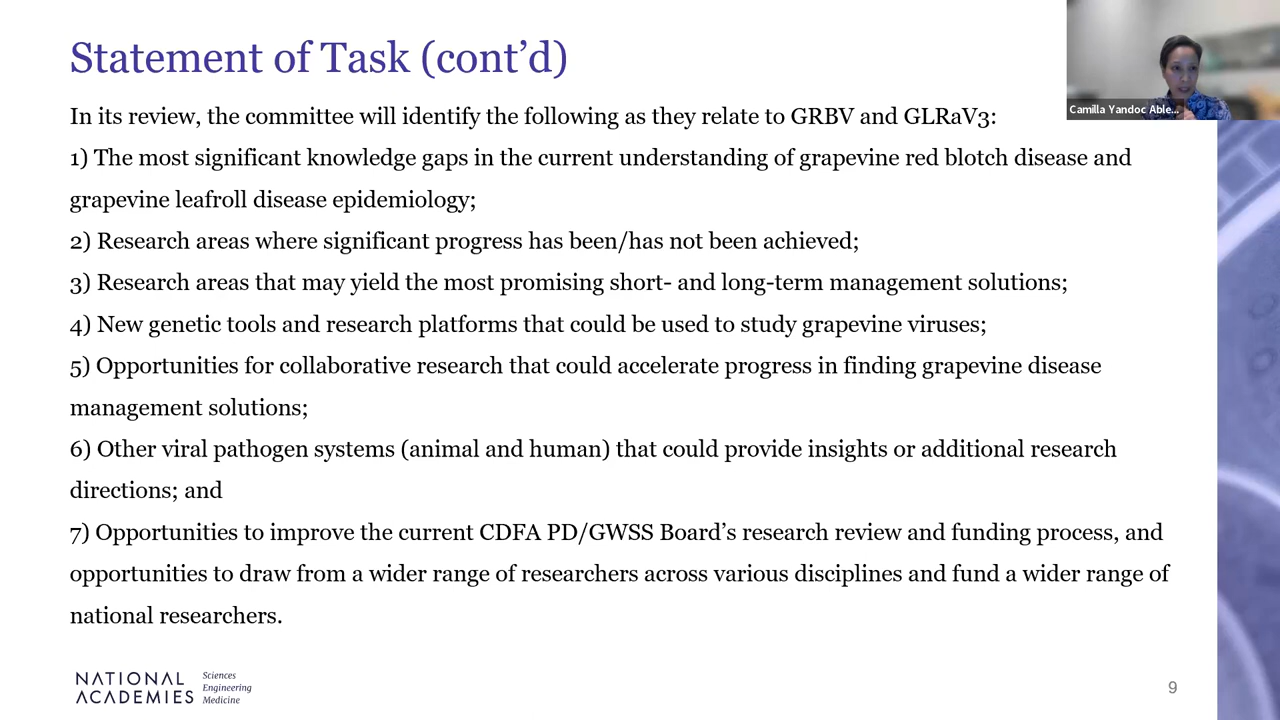 Statement of Task (cont’d)
Camilla Yandoc Able...
In its review, the committee will identify the following as they relate to GRBV and GLRaV3:
1) The most significant knowledge gaps in the current understanding of grapevine red blotch disease and
grapevine leafroll disease epidemiology;
2) Research areas where significant progress has been/has not been achieved;
3) Research areas that may yield the most promising short- and long-term management solutions;
4) New genetic tools and research platforms that could be used to study grapevine viruses;
5) Opportunities for collaborative research that could accelerate progress in finding grapevine disease
management solutions;
6) Other viral pathogen systems (animal and human) that could provide insights or additional research
directions; and
7) Opportunities to improve the current CDFA PD/GWSS Board’s research review and funding process, and
opportunities to draw from a wider range of researchers across various disciplines and fund a wider range of
national researchers.
NATIONAL
ACADEMIES
Sciences
Engineering
Medicine
9